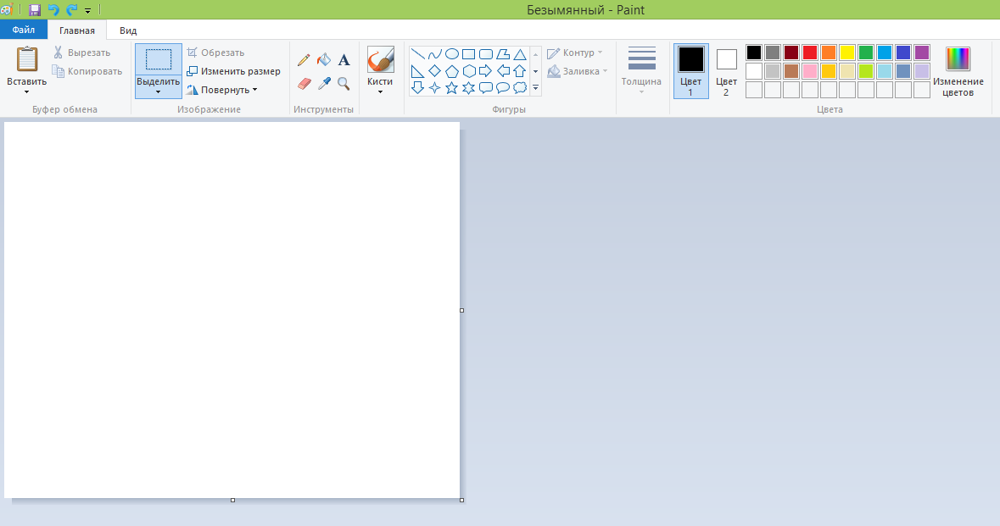 Безымянный - Paint
Файл Главная Вид
Вставить
Вырезать
Копировать
Буфер обмена
Выделить
Обрезать
Изменить размер
Повернуть
Изображение
A
Инструменты
Кисти
Контур
Заливка
Фигуры
Толщина
Цвет
1
Цвет
2
Изменение
цветов
Цвета